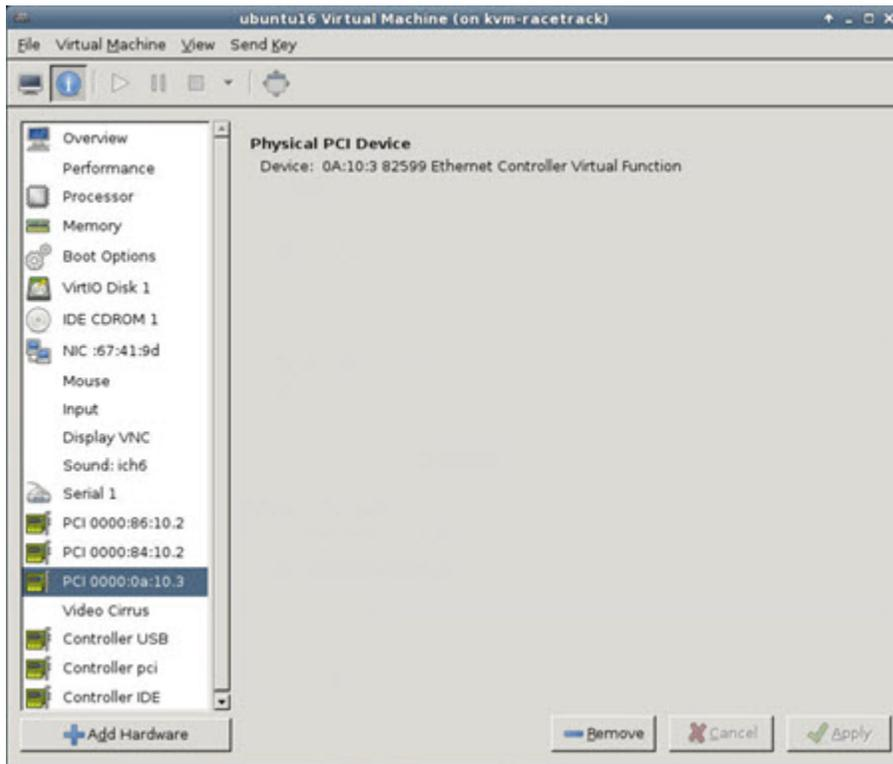 ubuntu16 Virtual Machine (on kvm-racetrack)
File Virtual Machine View Send Key
Overview
Performance
Processor
Memory
Boot Options
VirtIO Disk 1
IDE CDROM 1
NIC :67:41:9d
Mouse
Input
Display VNC
Sound: ich6
Serial 1
PCI 0000:86:10.2
PCI 0000:84:10.2
PCI 0000:0a:10.3
Video Cirrus
Controller USB
Controller pci
Controller IDE
Add Hardware
Physical PCI Device
Device: 0A:10:3 82599 Ethernet Controller Virtual Function
Remove Cancel Apply